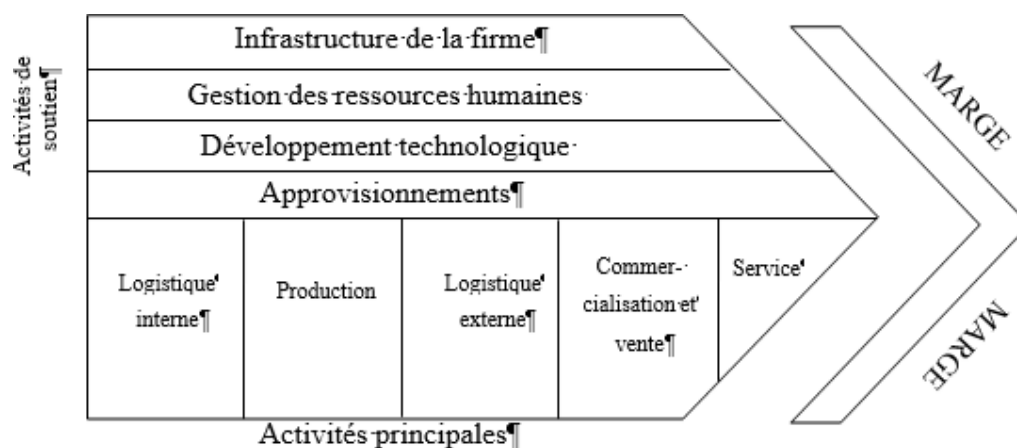 Activités de
soutien¶
Infrastructure·de·la·firme¶
Gestion·des·ressources·humaines·
Développement·technologique·
Approvisionnements¶
Logistique
interne¶
Production
Logistique
externe¶
Commer-·
cialisation·et
vente¶
Service
Activités·principales¶
MARGE
MARGE